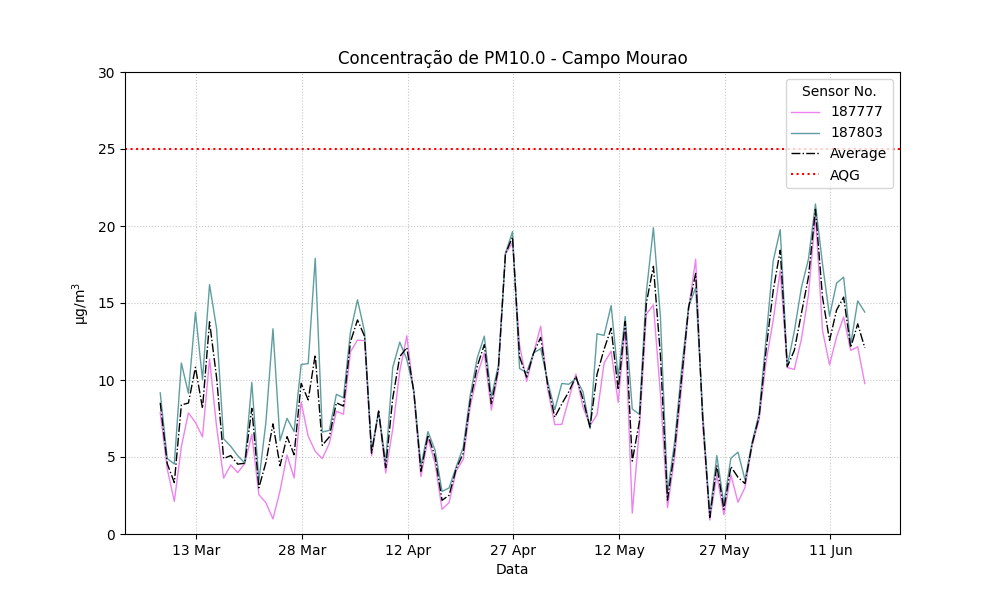 Concentração de PM10.0 - Campo Mourao
30
25
20
15
10
5
0
µg/m³
Sensor No.
187777
187803
Average
AQG
13 Mar
28 Mar
12 Apr
27 Apr
12 May
27 May
11 Jun
Data